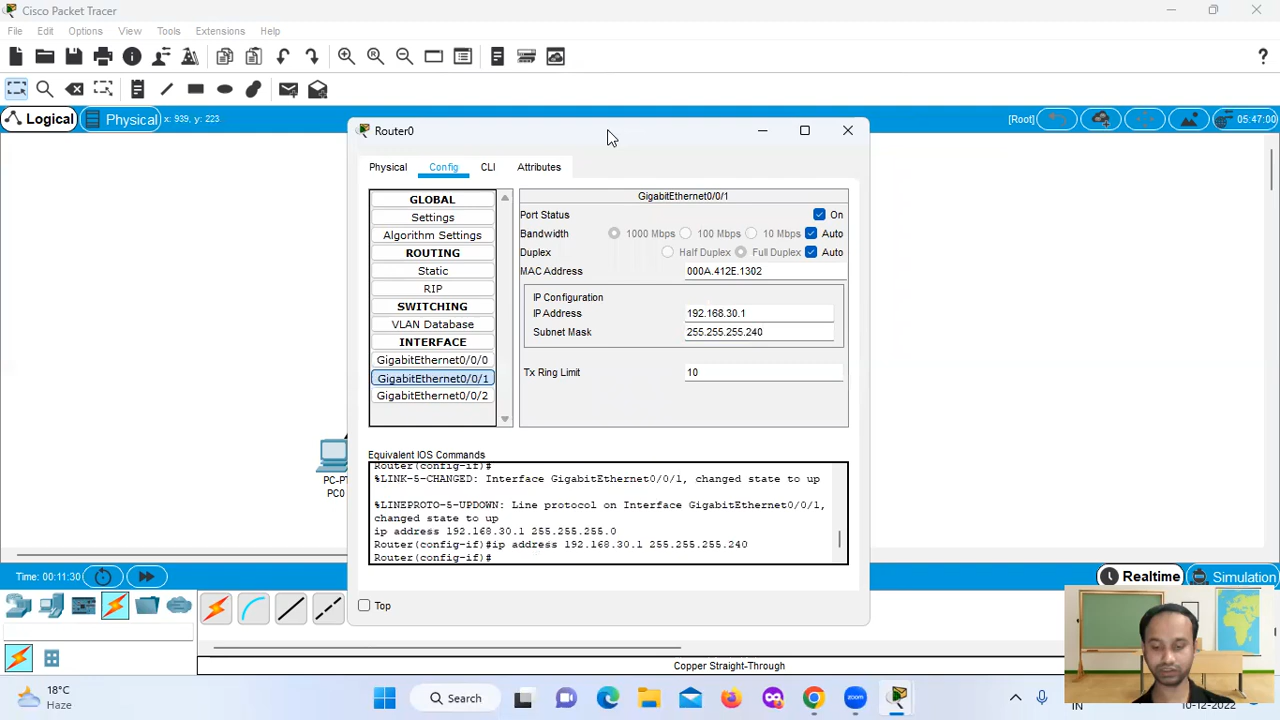 Cisco Packet Tracer
File Edit Options View Tools Extensions Help
Logical Physical x: 939, y: 223 [Root] 05:47:00
Router0
Physical Config CLI Attributes
GLOBAL
Settings
Algorithm Settings
ROUTING
Static
RIP
SWITCHING
VLAN Database
INTERFACE
GigabitEthernet0/0/0
GigabitEthernet0/0/1
GigabitEthernet0/0/2
GigabitEthernet0/0/1
Port Status On
Bandwidth 1000 Mbps 100 Mbps 10 Mbps Auto
Duplex Half Duplex Full Duplex Auto
MAC Address 000A.412E.1302
IP Configuration
IP Address 192.168.30.1
Subnet Mask 255.255.255.240
Tx Ring Limit 10
PC0
Equivalent IOS Commands
Router(config-if)#
%LINK-5-CHANGED: Interface GigabitEthernet0/0/1, changed state to up
%LINEPROTO-5-UPDOWN: Line protocol on Interface GigabitEthernet0/0/1,
changed state to up
ip address 192.168.30.1 255.255.255.0
Router(config-if)#ip address 192.168.30.1 255.255.255.240
Router(config-if)#
Top
Time: 00:11:30 Realtime Simulation
Copper Straight-Through
18°C
Haze
Search
IN
10-12-2022